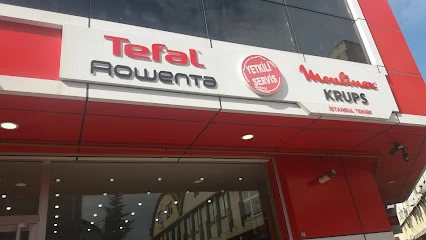 Tefal
Rowenta
YETKİLİ
SERVİS
Moulinex
KRUPS
İSTANBUL TEKNİK